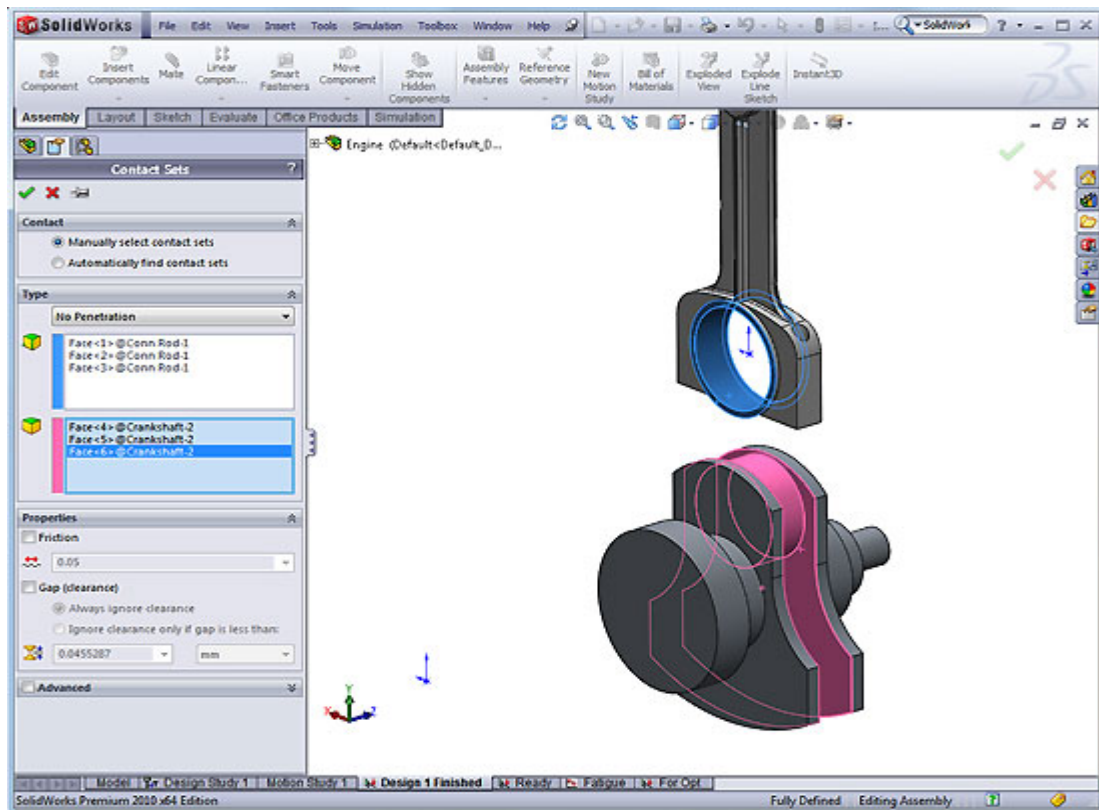 SolidWorks File Edit View Insert Tools Simulation Toolbox Window Help SolidWork ?
Edit Component
Insert Components
Mate
Linear Compon...
Smart Fasteners
Move Component
Show Hidden Components
Assembly Features
Reference Geometry
New Motion Study
Bill of Materials
Exploded View
Explode Line Sketch
Instant3D
Assembly Layout Sketch Evaluate Office Products Simulation
Engine (Default<Default_D...
Contact Sets ?
Contact
Manually select contact sets
Automatically find contact sets
Type
No Penetration
Face<1>@Conn Rod-1
Face<2>@Conn Rod-1
Face<3>@Conn Rod-1
Face<4>@Crankshaft-2
Face<5>@Crankshaft-2
Face<6>@Crankshaft-2
Properties
Friction
0.05
Gap (clearance)
Always ignore clearance
Ignore clearance only if gap is less than:
0.0455287 mm
Advanced
Y
X Z
Model Design Study 1 Motion Study 1 Design 1 Finished Ready Fatigue For Opt
SolidWorks Premium 2010 x64 Edition Fully Defined Editing Assembly